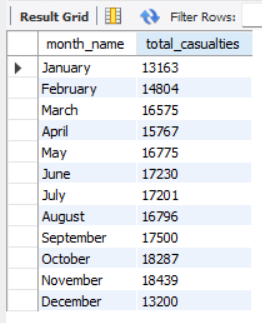 Result Grid Filter Rows:
month_name total_casualties
January 13163
February 14804
March 16575
April 15767
May 16775
June 17230
July 17201
August 16796
September 17500
October 18287
November 18439
December 13200